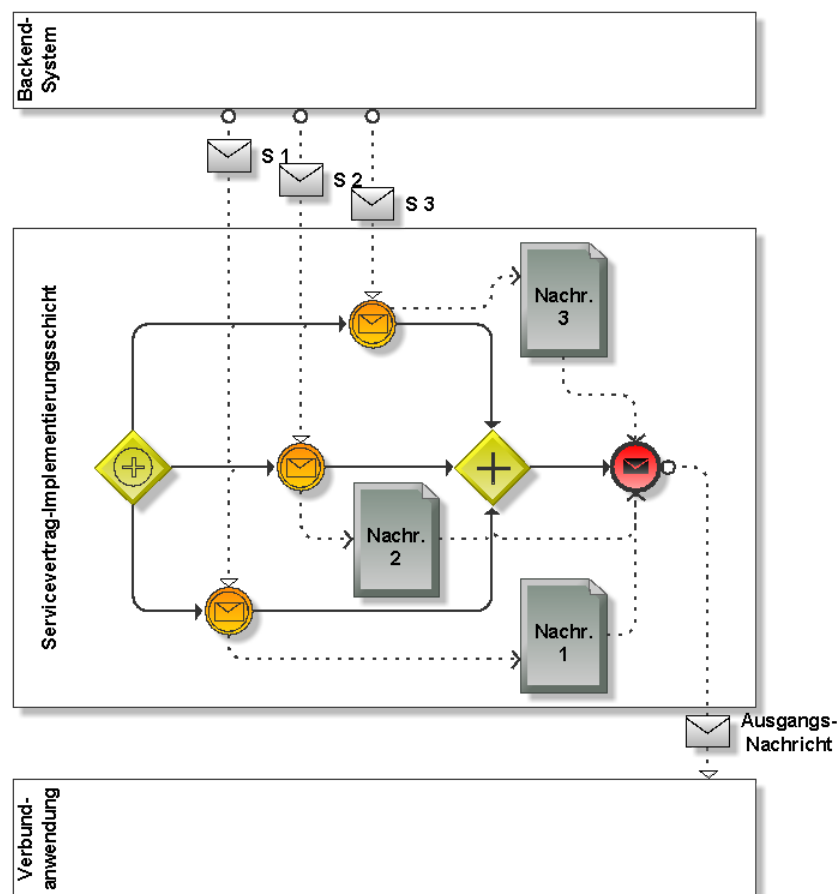 Backend-
System
S 1
S 2
S 3
Servicevertrag-Implementierungsschicht
Nachr.
3
Nachr.
2
Nachr.
1
Ausgangs-
Nachricht
Verbund-
anwendung